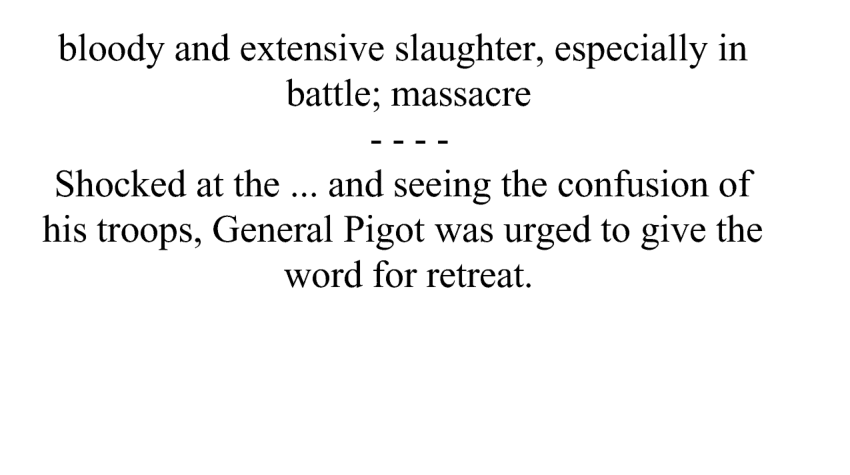 bloody and extensive slaughter, especially in
battle; massacre
- - - -
Shocked at the ... and seeing the confusion of
his troops, General Pigot was urged to give the
word for retreat.